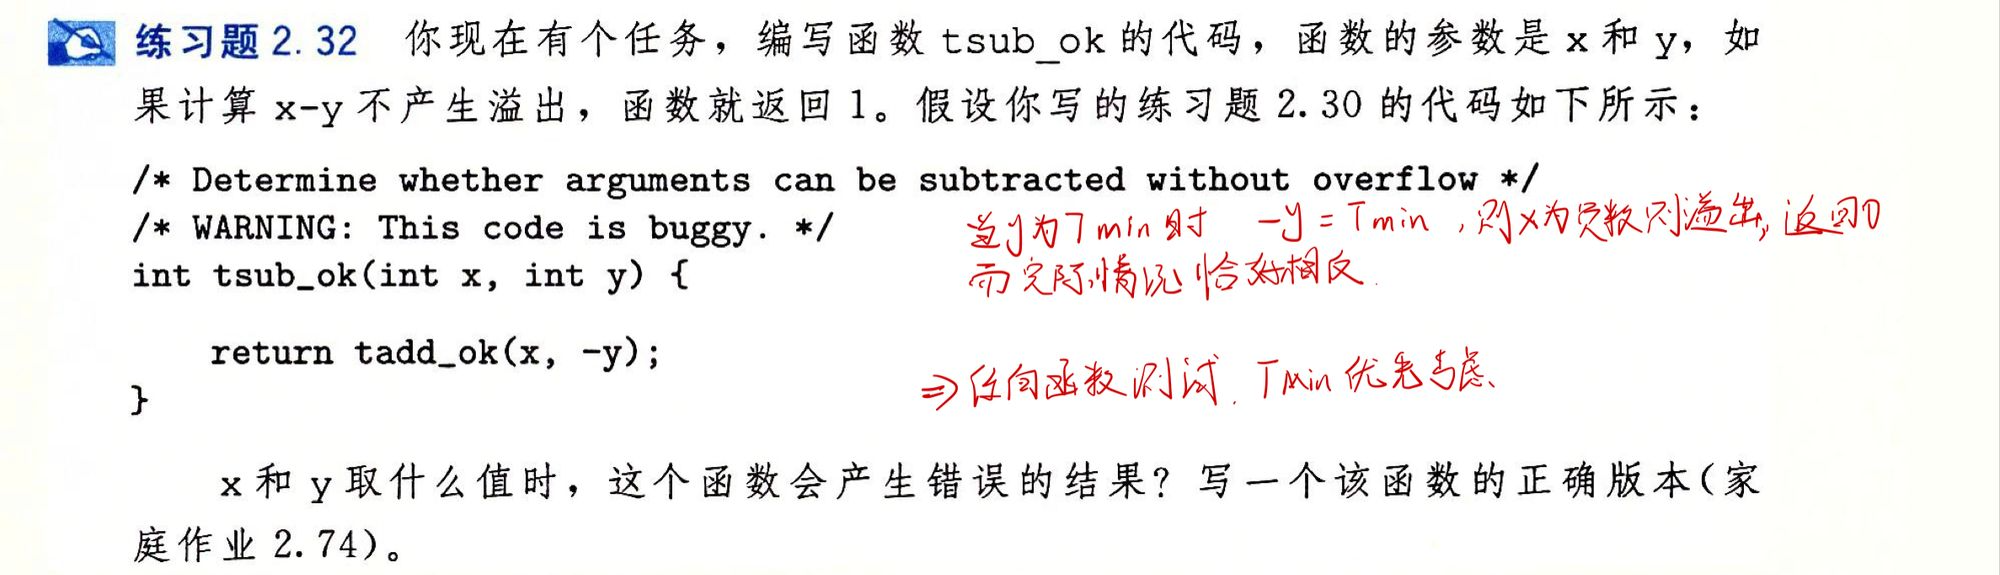 练习题 2.32 你现在有个任务，编写函数 tsub_ok 的代码，函数的参数是 x 和 y，如
果计算 x-y 不产生溢出，函数就返回 1。假设你写的练习题 2.30 的代码如下所示：
/* Determine whether arguments can be subtracted without overflow */
/* WARNING: This code is buggy. */
当y为Tmin时 -y = Tmin，则x为负数则溢出，返回0
int tsub_ok(int x, int y) {
而实际情况恰好相反.
return tadd_ok(x, -y);
⇒ 任何函数测试. Tmin 优先考虑.
}
x 和 y 取什么值时，这个函数会产生错误的结果？写一个该函数的正确版本(家
庭作业 2.74)。